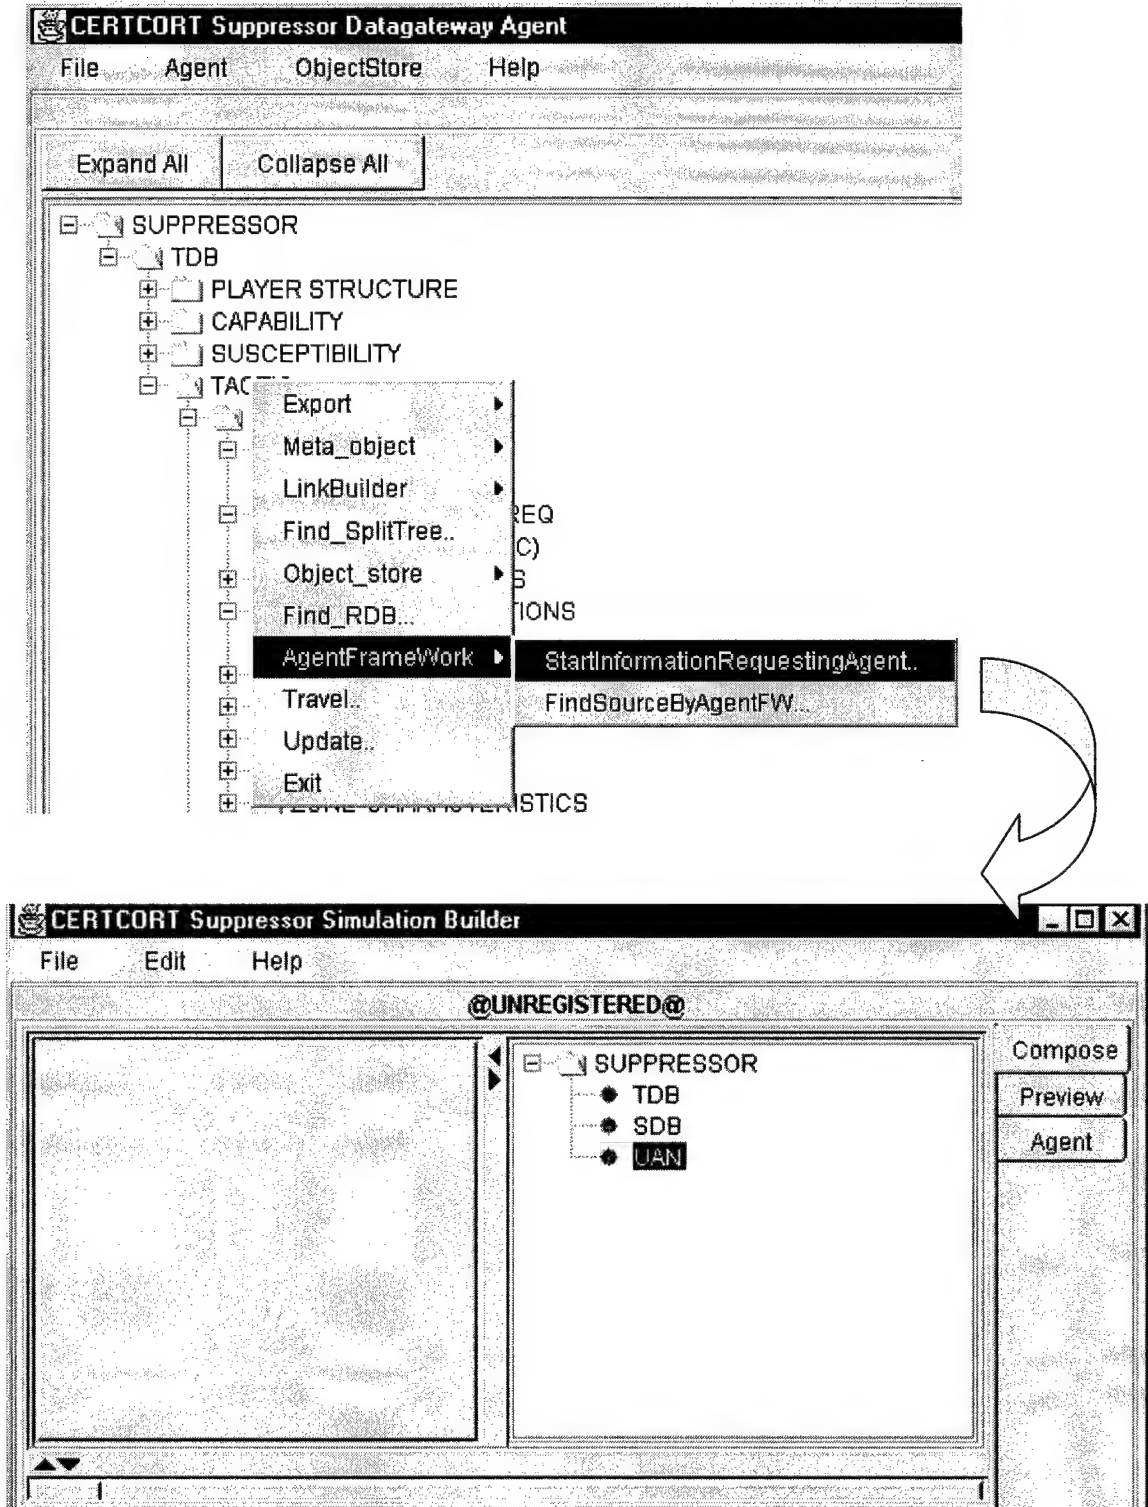 CERTCORT Suppressor Datagateway Agent
File Agent ObjectStore Help
Expand All Collapse All
SUPPRESSOR
TDB
PLAYER STRUCTURE
CAPABILITY
SUSCEPTIBILITY
Export
Meta_object
LinkBuilder
REQ
Find_SplitTree..
C)
Object_store
S
Find_RDB...
TIONS
AgentFrameWork StartInformationRequestingAgent..
Travel.. FindSourceByAgentFW...
Update..
Exit
ISTICS
CERTCORT Suppressor Simulation Builder
File Edit Help
@UNREGISTERED@
SUPPRESSOR Compose
TDB Preview
SDB
Agent
UAN